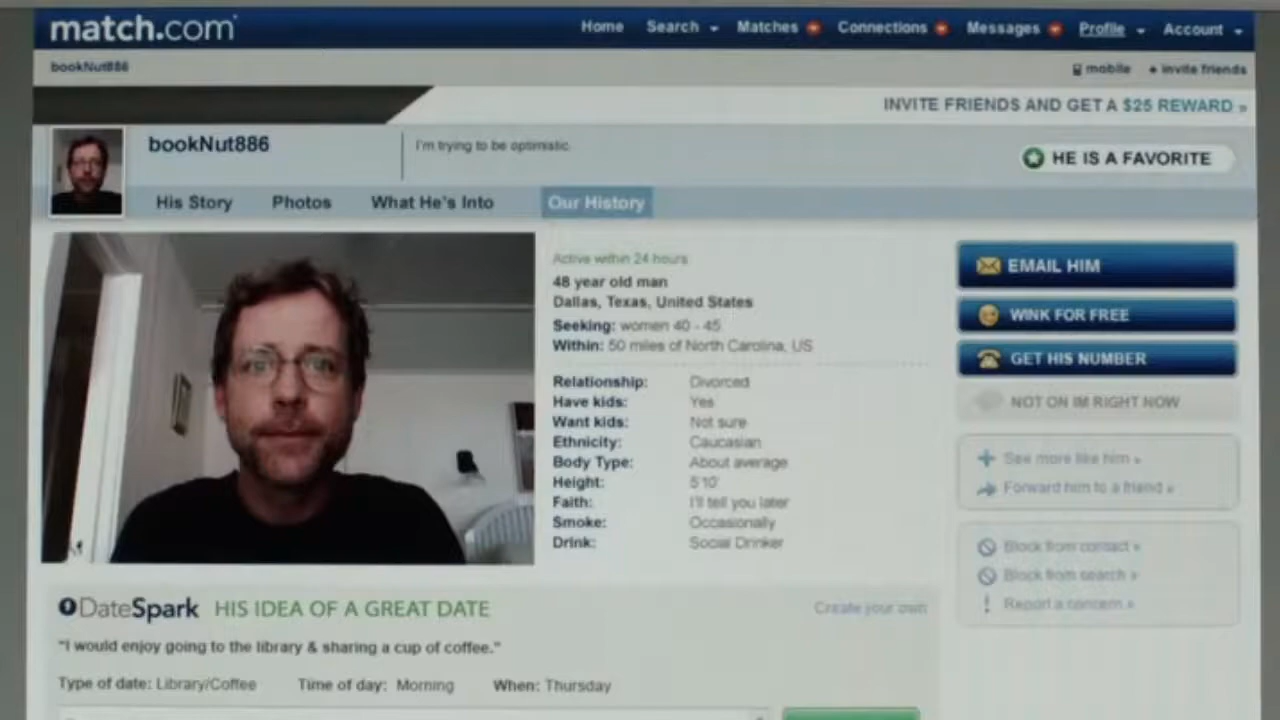 match.com
Home Search Matches Connections Messages Profile Account
bookNut886
mobile + invite friends
INVITE FRIENDS AND GET A $25 REWARD »
bookNut886
I'm trying to be optimistic.
HE IS A FAVORITE
His Story Photos What He's Into Our History
Active within 24 hours
48 year old man
Dallas, Texas, United States
Seeking: women 40 - 45
Within: 50 miles of North Carolina, US
Relationship: Divorced
Have kids: Yes
Want kids: Not sure
Ethnicity: Caucasian
Body Type: About average
Height: 5'10'
Faith: I'll tell you later
Smoke: Occasionally
Drink: Social Drinker
EMAIL HIM
WINK FOR FREE
GET HIS NUMBER
NOT ON IM RIGHT NOW
See more like him »
Forward him to a friend »
Block from contact »
Block from search »
Report a concern »
DateSpark HIS IDEA OF A GREAT DATE
Create your own
"I would enjoy going to the library & sharing a cup of coffee."
Type of date: Library/Coffee Time of day: Morning When: Thursday